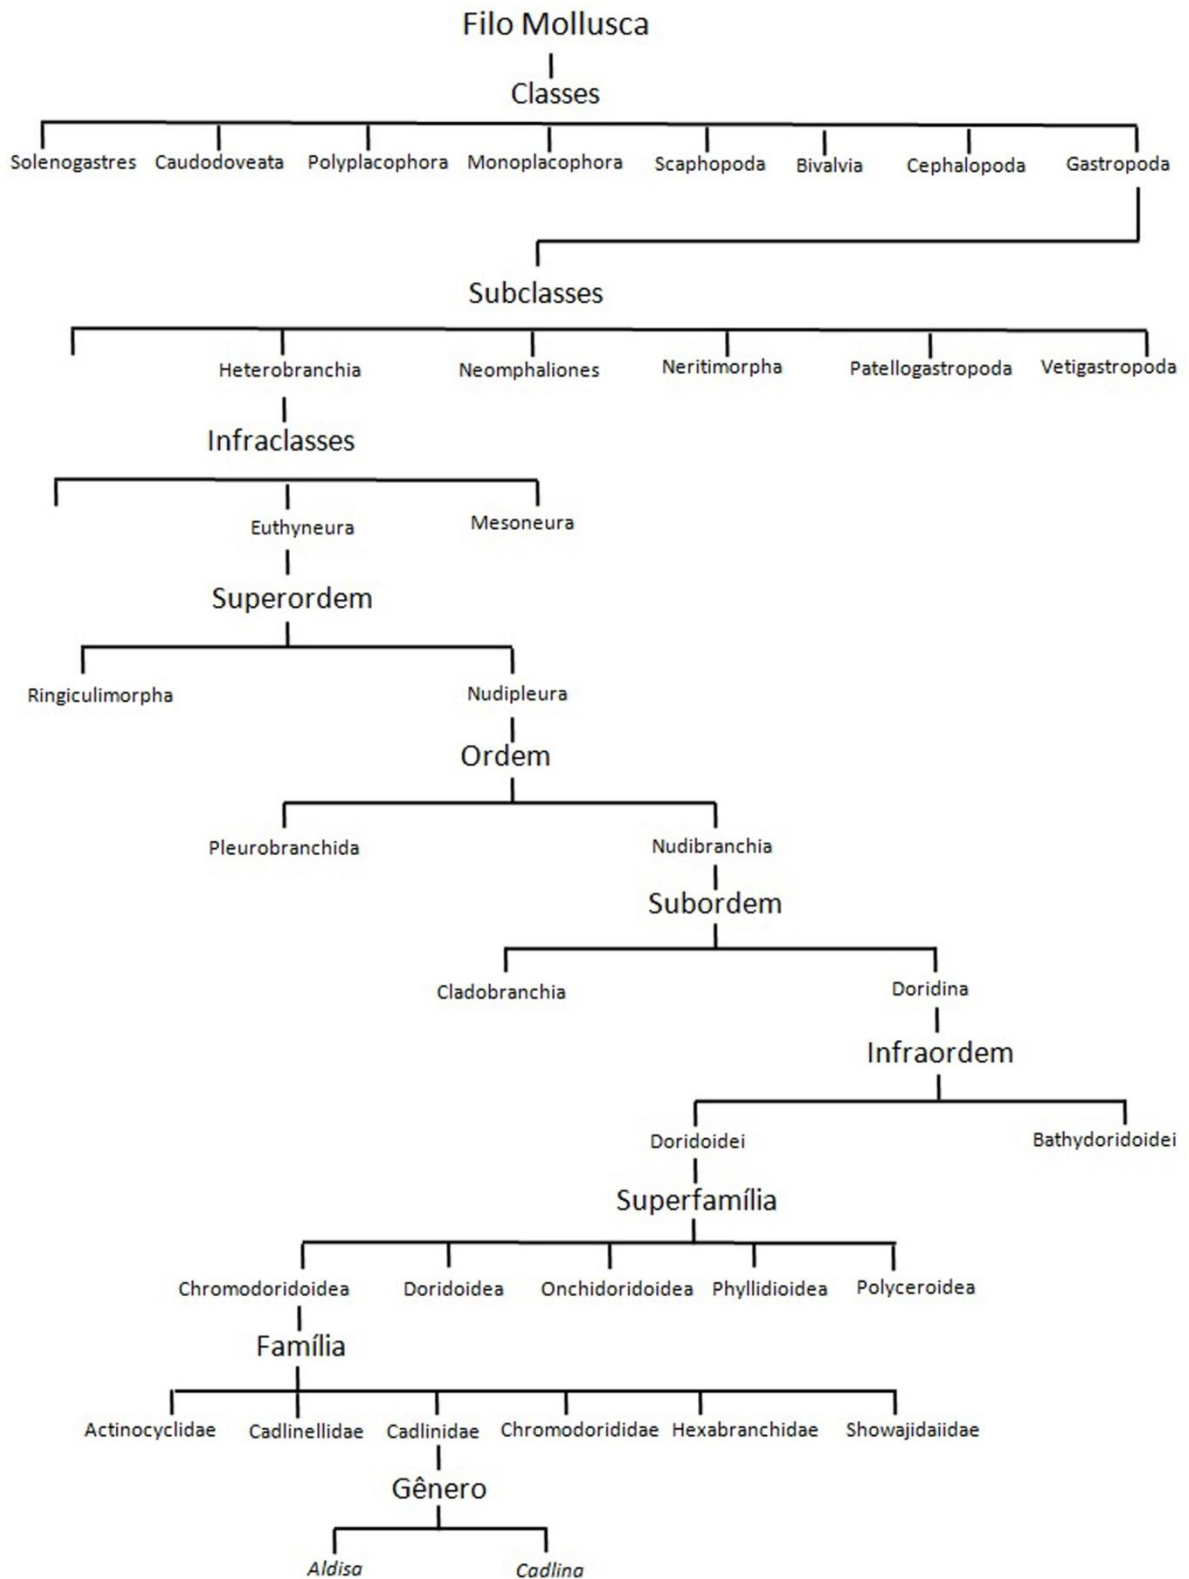 Filo Mollusca
Classes
Solenogastres Caudodoveata Polyplacophora Monoplacophora Scaphopoda Bivalvia Cephalopoda Gastropoda
Subclasses
Heterobranchia Neomphaliones Neritimorpha Patellogastropoda Vetigastropoda
Infraclasses
Euthyneura Mesoneura
Superordem
Ringiculimorpha Nudipleura
Ordem
Pleurobranchida Nudibranchia
Subordem
Cladobranchia Doridina
Infraordem
Doridoidei Bathydoridoidei
Superfamília
Chromodoridoidea Doridoidea Onchidoridoidea Phyllidioidea Polyceroidea
Família
Actinocyclidae Cadlinellidae Cadlinidae Chromodorididae Hexabranchidae Showajidaiidae
Gênero
Aldisa Cadlina